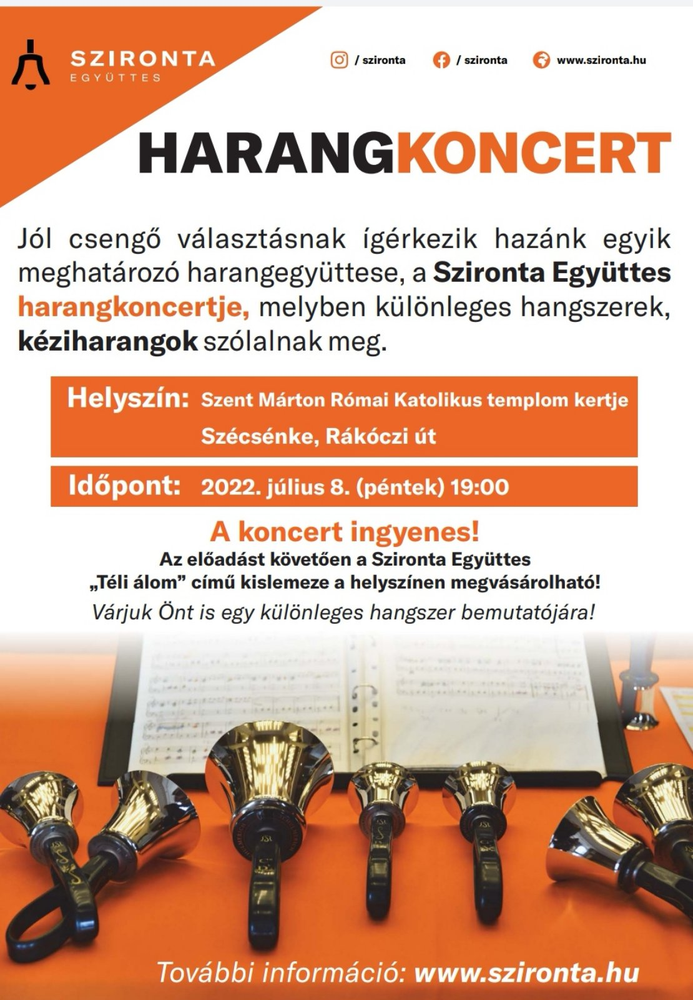 SZIRONTA
EGYÜTTES
/ szironta
/ szironta
www.szironta.hu
HARANGKONCERT
Jól csengő választásnak ígérkezik hazánk egyik
meghatározó harangegyüttese, a Szironta Együttes
harangkoncertje, melyben különleges hangszerek,
kéziharangok szólalnak meg.
Helyszín: Szent Márton Római Katolikus templom kertje
Szécsénke, Rákóczi út
Időpont: 2022. július 8. (péntek) 19:00
A koncert ingyenes!
Az előadást követően a Szironta Együttes
„Téli álom” című kislemeze a helyszínen megvásárolható!
Várjuk Önt is egy különleges hangszer bemutatójára!
További információ: www.szironta.hu